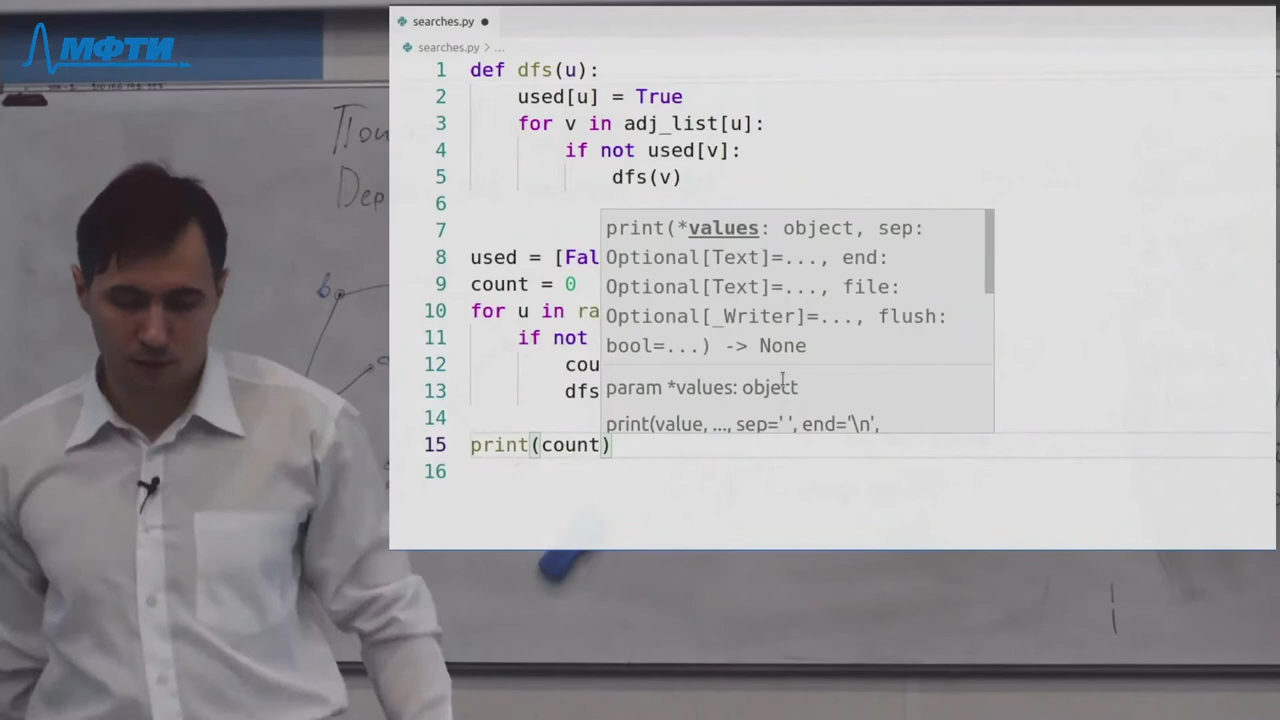 МФТИ
searches.py
searches.py > ...
1 def dfs(u):
2 used[u] = True
3 for v in adj_list[u]:
4 if not used[v]:
5 dfs(v)
6
7
8 used = [Fal
9 count = 0
10 for u in ra
11 if not
12 cou
13 dfs
14
15 print(count)
16
print(*values: object, sep:
Optional[Text]=..., end:
Optional[Text]=..., file:
Optional[_Writer]=..., flush:
bool=...) -> None
param *values: object
print(value, ..., sep=' ', end='\n',
Пои
Dep
b